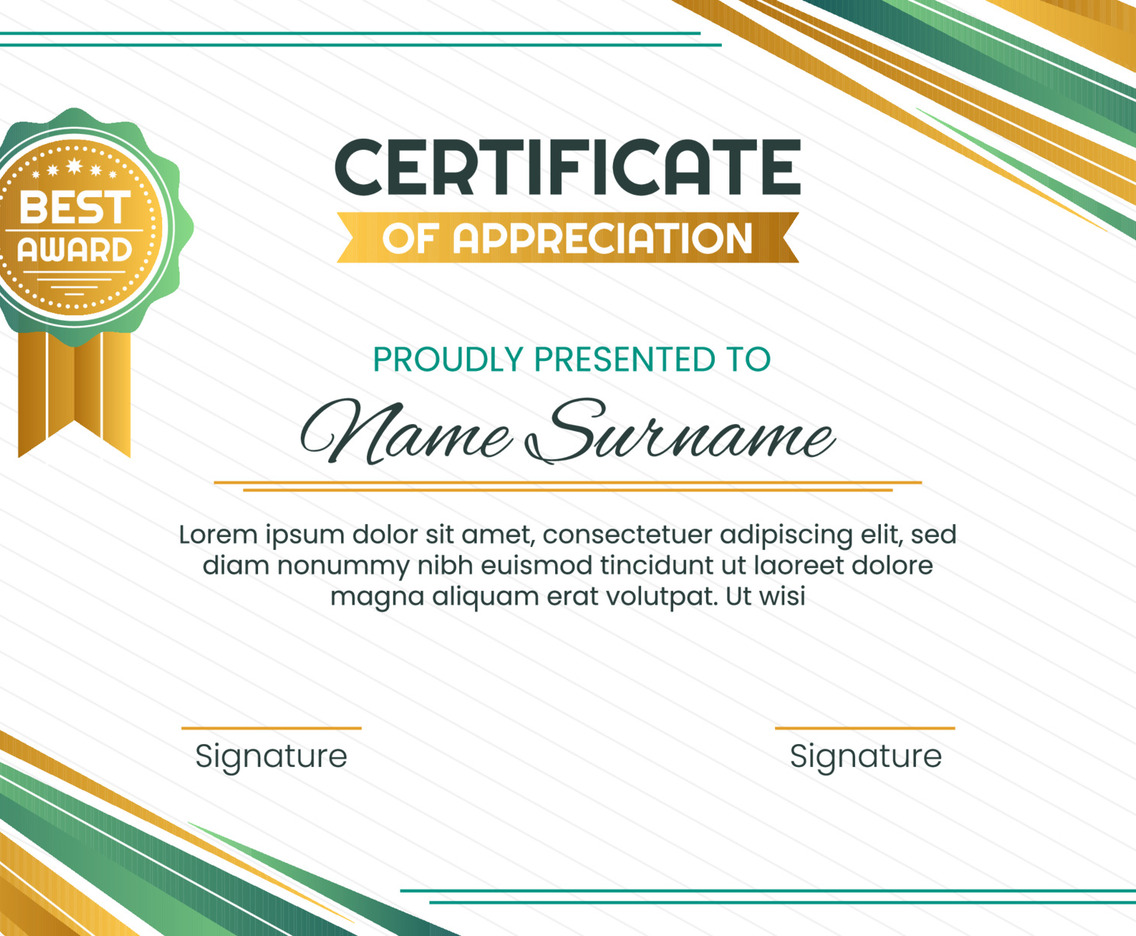 BEST
AWARD
CERTIFICATE
OF APPRECIATION
PROUDLY PRESENTED TO
Name Surname
Lorem ipsum dolor sit amet, consectetuer adipiscing elit, sed
diam nonummy nibh euismod tincidunt ut laoreet dolore
magna aliquam erat volutpat. Ut wisi
Signature
Signature